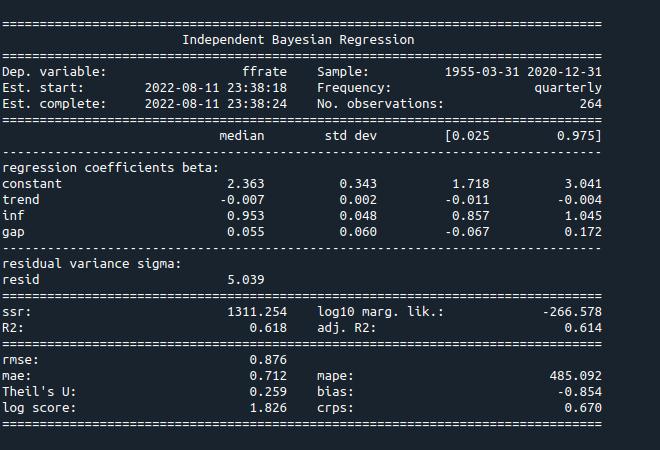 ================================================================================
                        Independent Bayesian Regression
================================================================================
Dep. variable:                  ffrate    Sample:          1955-03-31 2020-12-31
Est. start:        2022-08-11 23:38:18    Frequency:                   quarterly
Est. complete:     2022-08-11 23:38:24    No. observations:                  264
================================================================================
                             median        std dev         [0.025         0.975]
--------------------------------------------------------------------------------
regression coefficients beta:
constant                      2.363          0.343          1.718          3.041
trend                        -0.007          0.002         -0.011         -0.004
inf                           0.953          0.048          0.857          1.045
gap                           0.055          0.060         -0.067          0.172
--------------------------------------------------------------------------------
residual variance sigma:
resid                         5.039
================================================================================
ssr:                          1311.254    log10 marg. lik.:             -266.578
R2:                              0.618    adj. R2:                         0.614
================================================================================
rmse:                            0.876
mae:                             0.712    mape:                          485.092
Theil's U:                       0.259    bias:                           -0.854
log score:                       1.826    crps:                            0.670
================================================================================